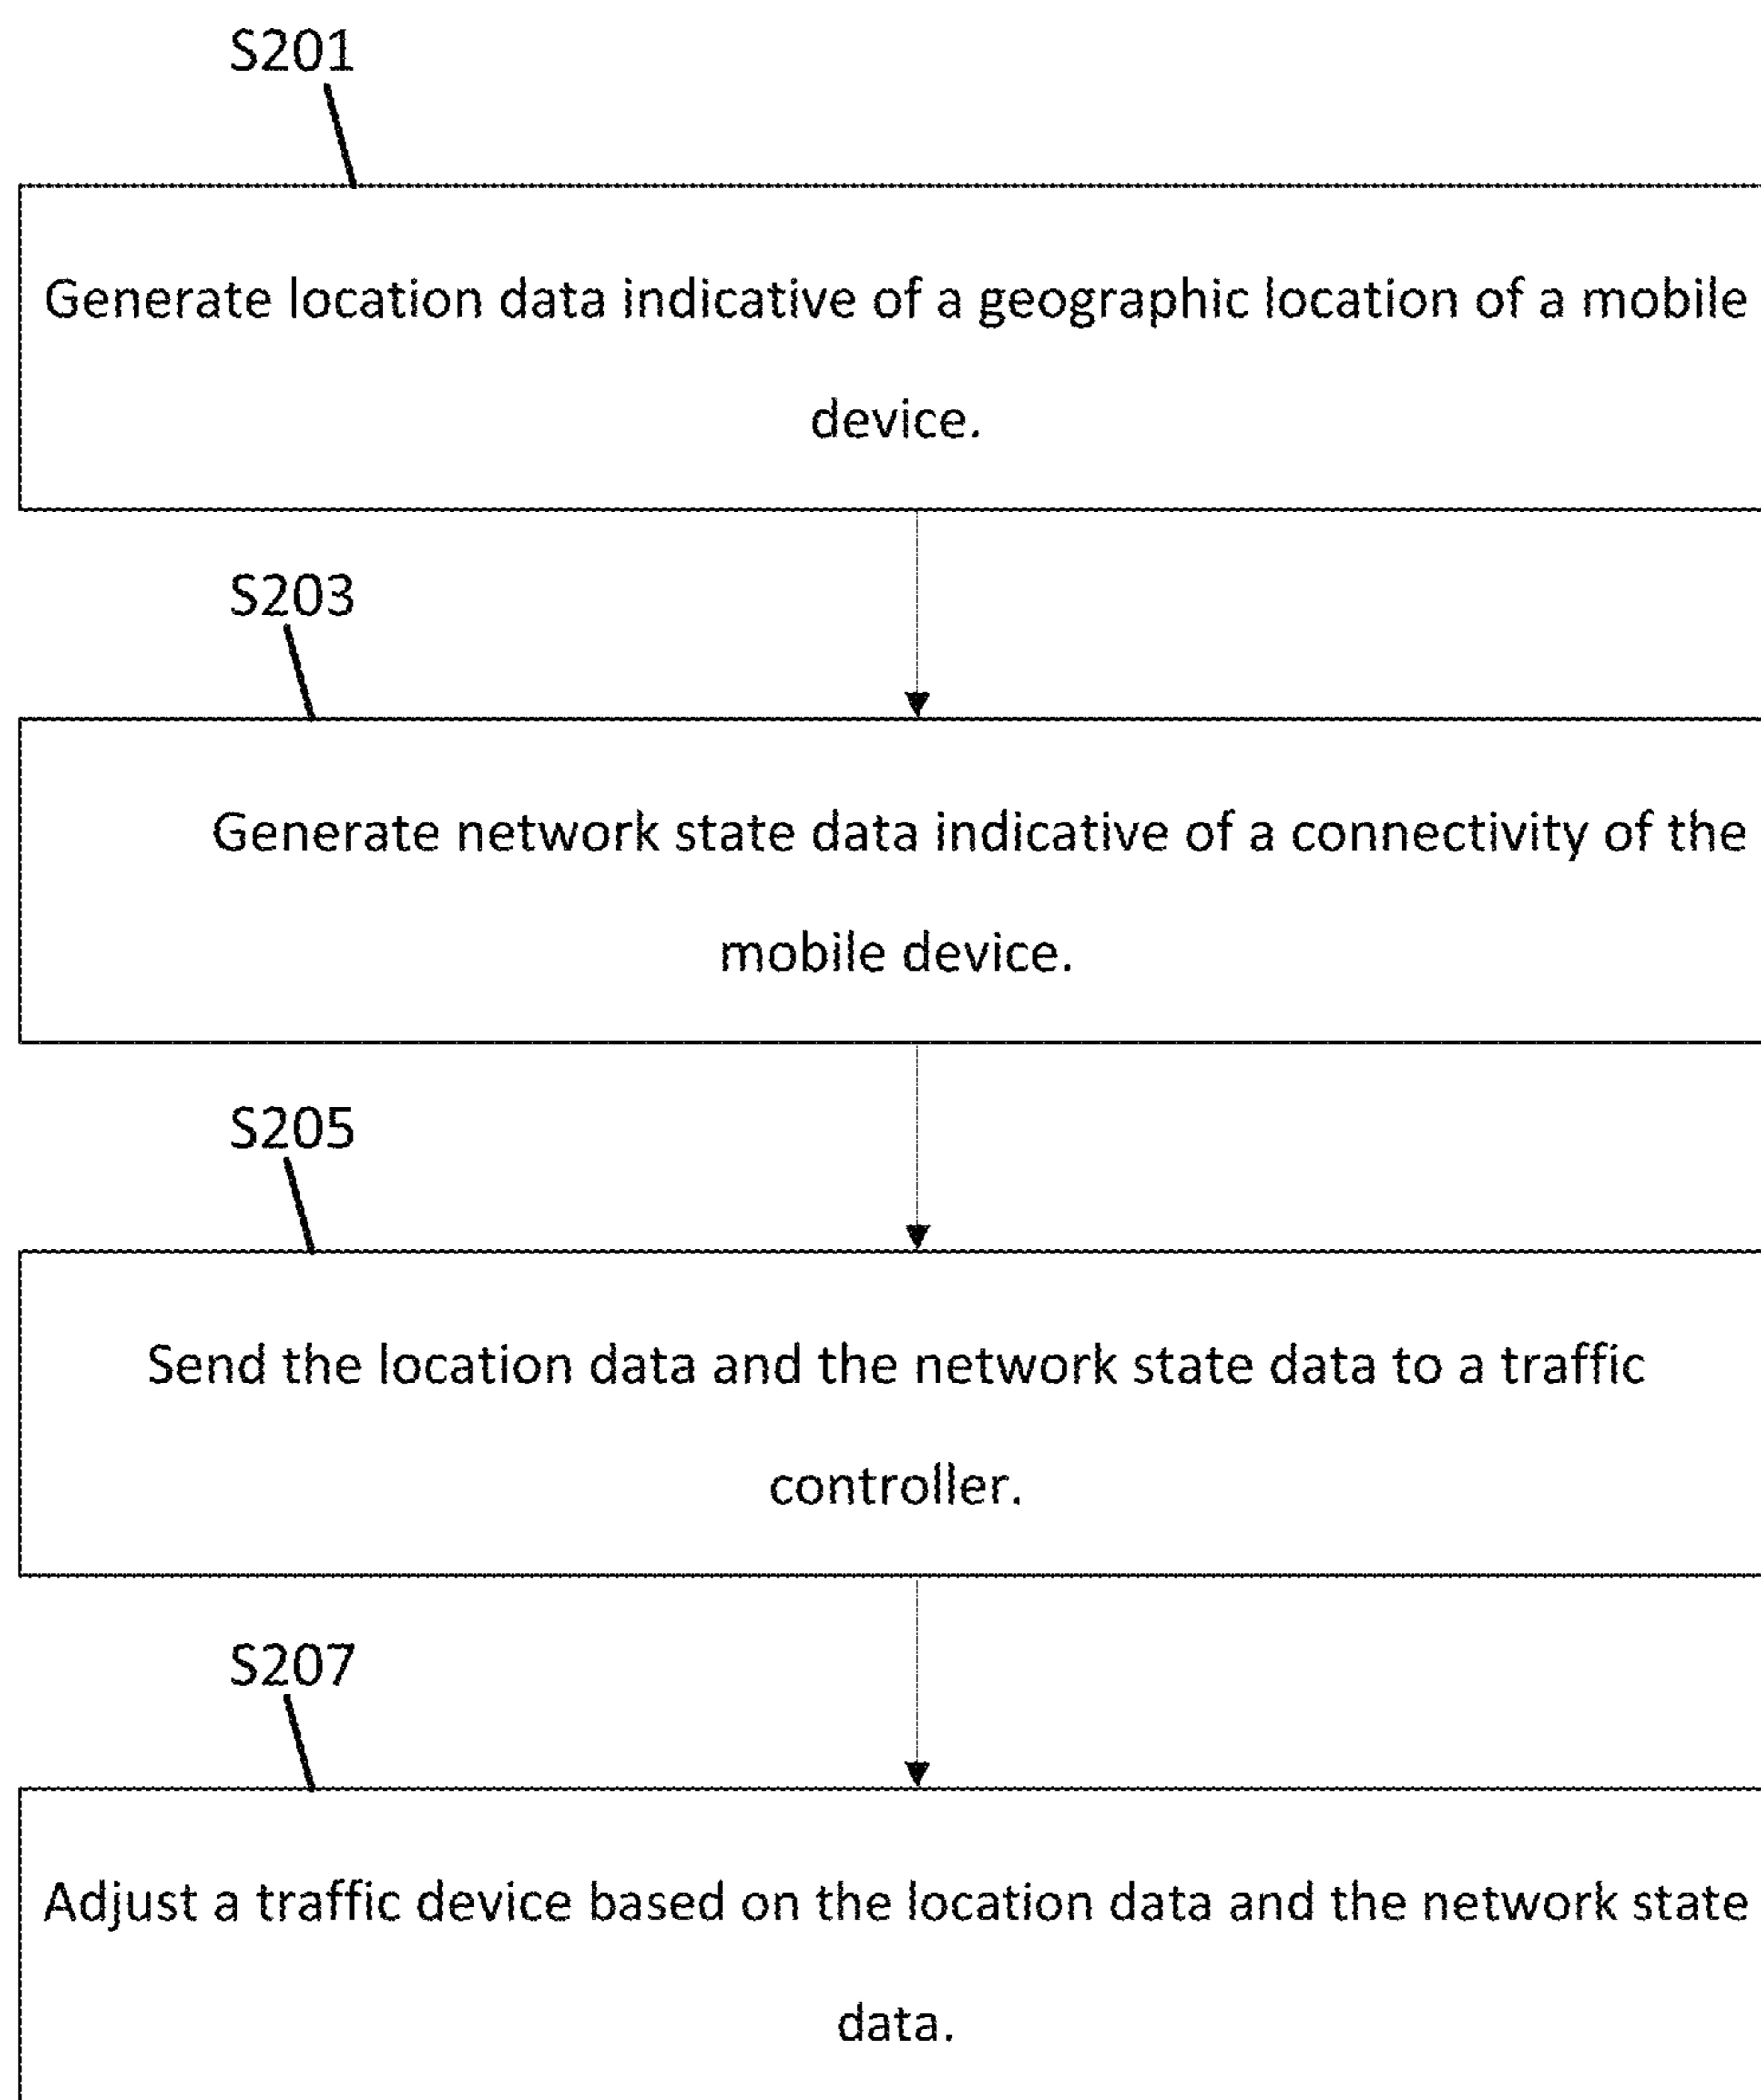 S201
Generate location data indicative of a geographic location of a mobile
device.
S203
Generate network state data indicative of a connectivity of the
mobile device.
S205
Send the location data and the network state data to a traffic
controller.
S207
Adjust a traffic device based on the location data and the network state
data.